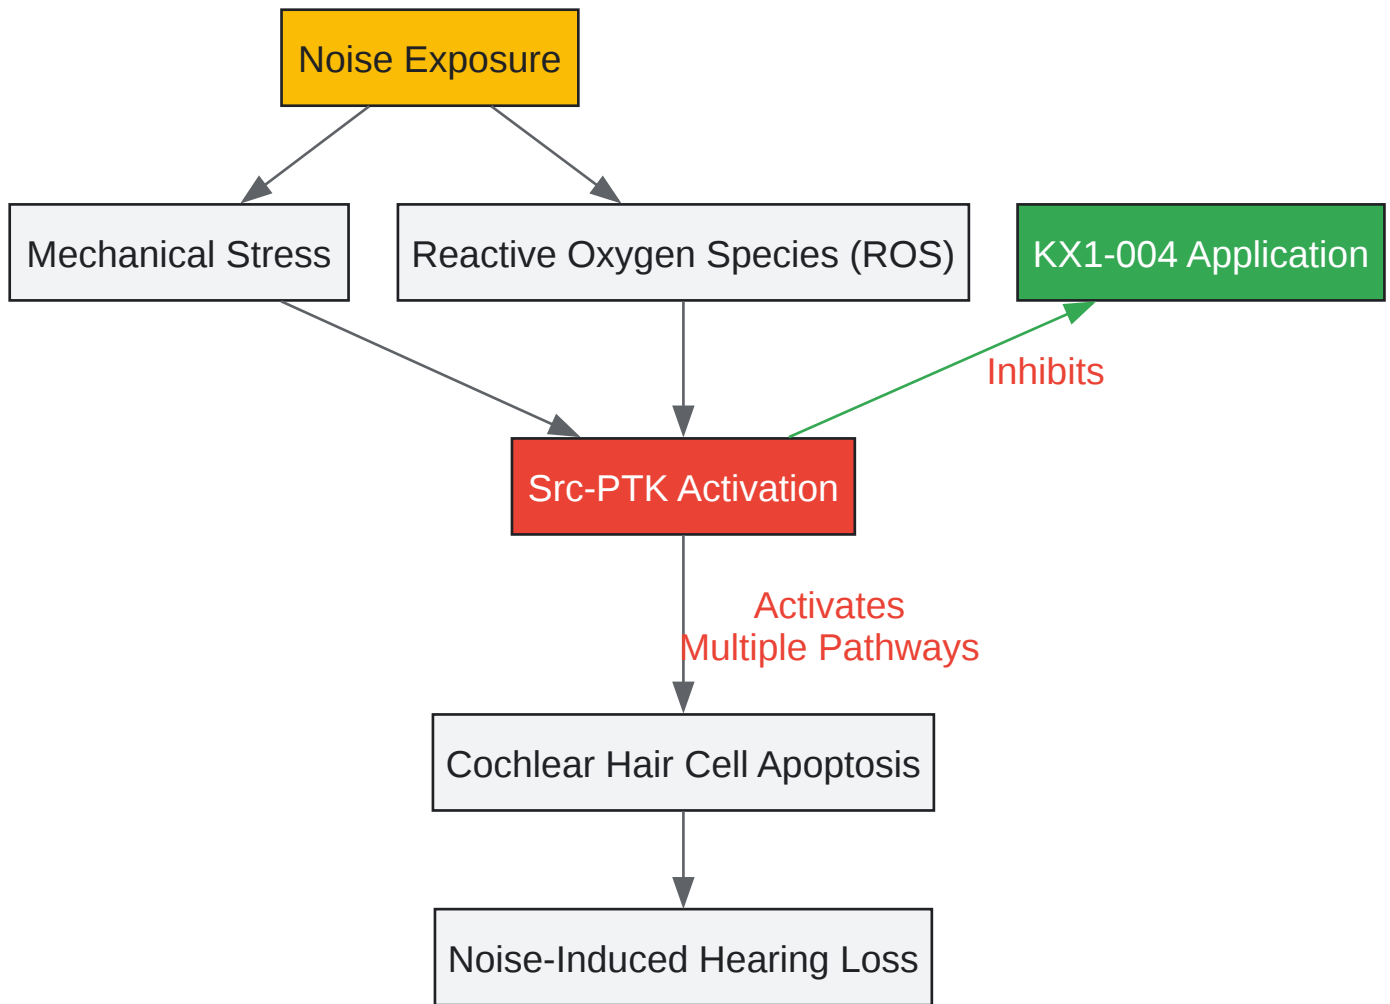 Noise Exposure
Mechanical Stress
Reactive Oxygen Species (ROS)
KX1-004 Application
Inhibits
Src-PTK Activation
Activates
Multiple Pathways
Cochlear Hair Cell Apoptosis
Noise-Induced Hearing Loss